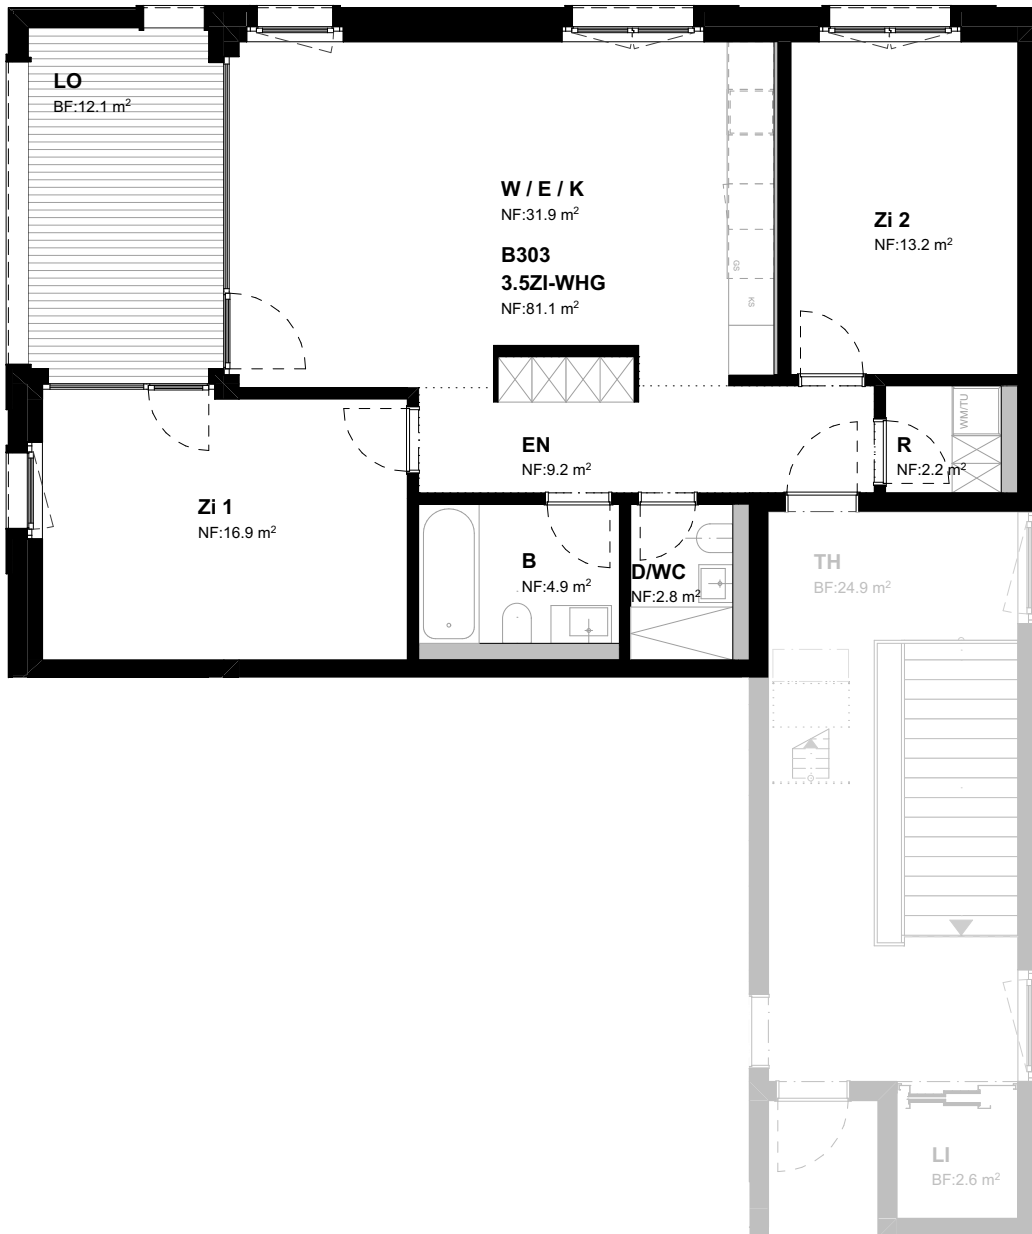 LO
BF:12.1 m²
W / E / K
NF:31.9 m²
B303
3.5ZI-WHG
NF:81.1 m²
Zi 2
NF:13.2 m²
GS
KS
EN
NF:9.2 m²
R
NF:2.2 m²
WM/TU
Zi 1
NF:16.9 m²
B
NF:4.9 m²
D/WC
NF:2.8 m²
TH
BF:24.9 m²
LI
BF:2.6 m²